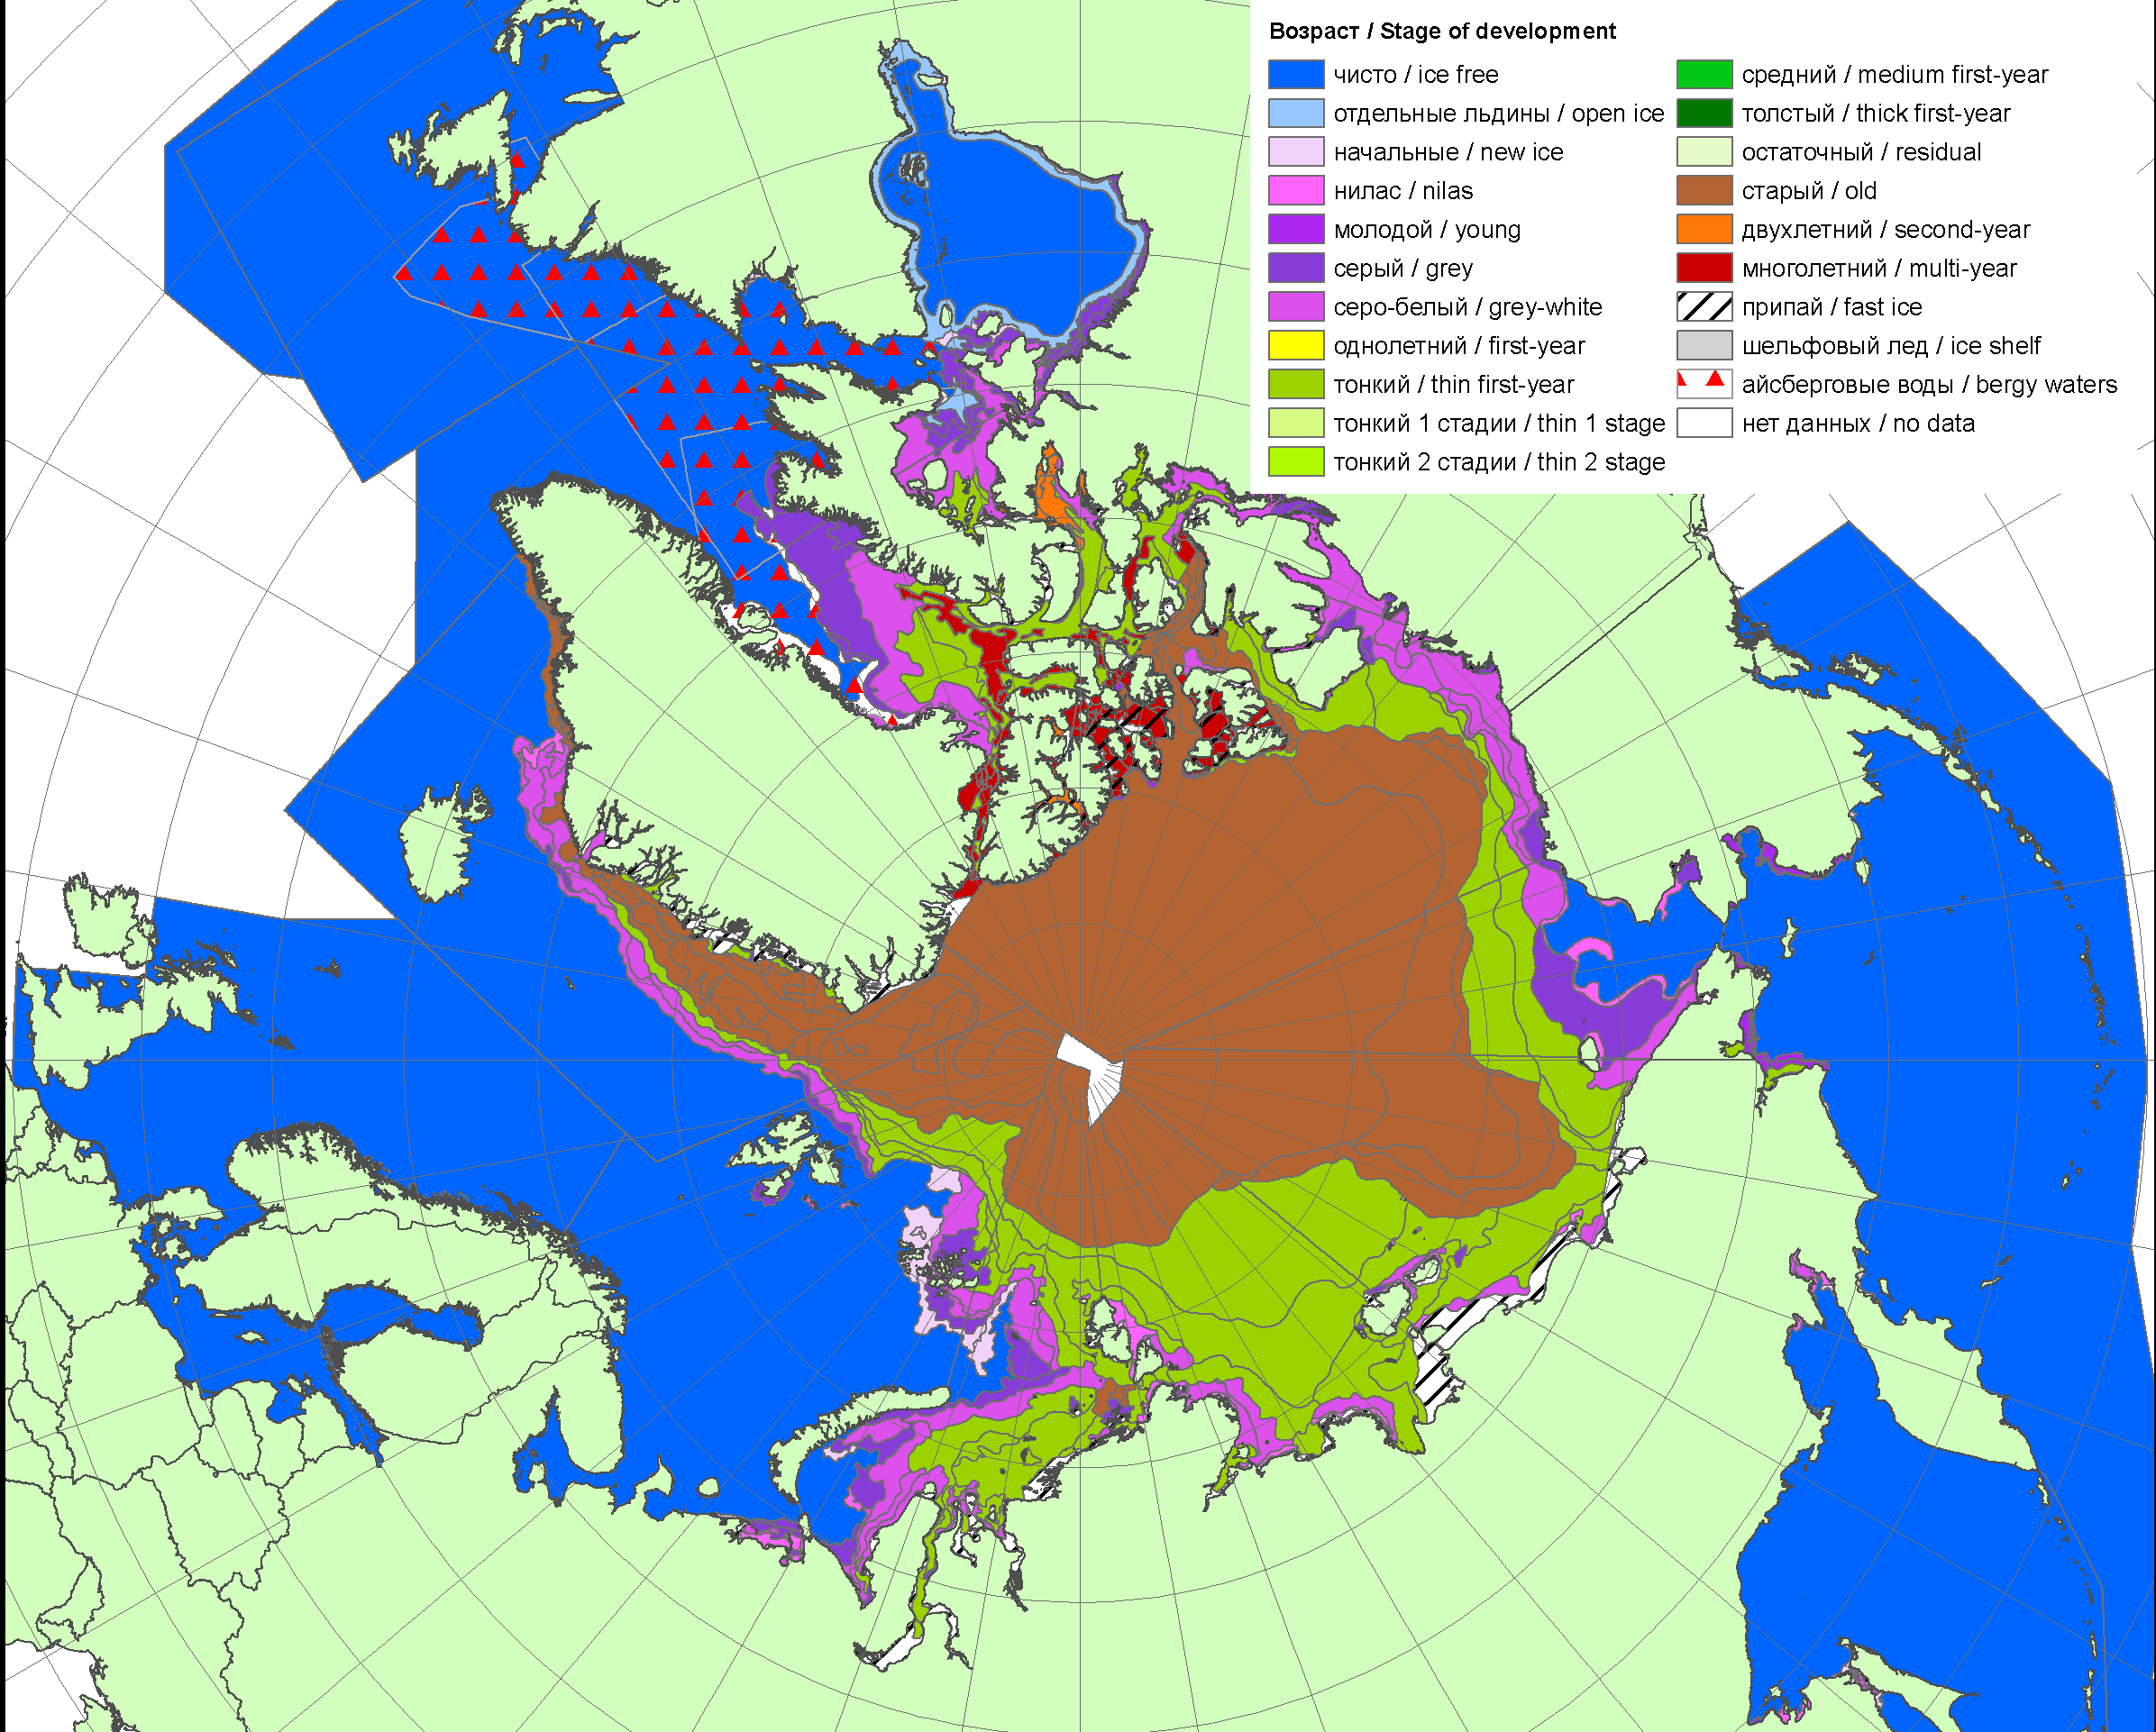 Возраст / Stage of development
чисто / ice free
отдельные льдины / open ice
начальные / new ice
нилас / nilas
молодой / young
серый / grey
серо-белый / grey-white
однолетний / first-year
тонкий / thin first-year
тонкий 1 стадии / thin 1 stage
тонкий 2 стадии / thin 2 stage
средний / medium first-year
толстый / thick first-year
остаточный / residual
старый / old
двухлетний / second-year
многолетний / multi-year
припай / fast ice
шельфовый лед / ice shelf
айсберговые воды / bergy waters
нет данных / no data